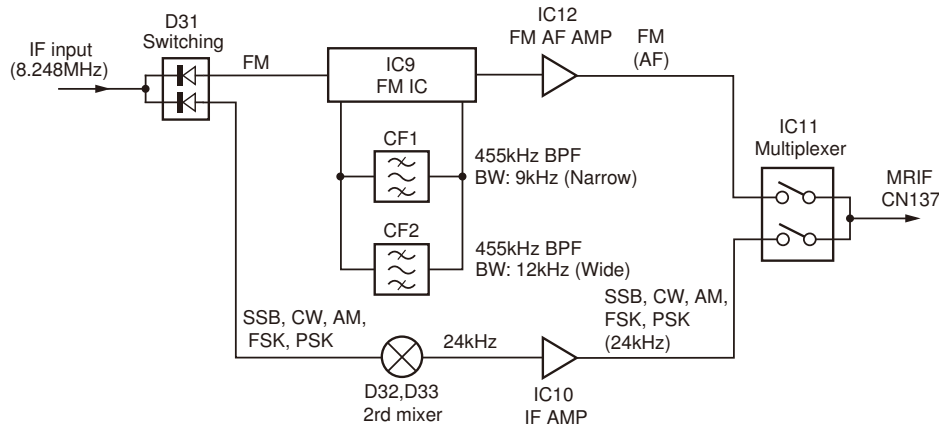 D31
Switching
IF input
(8.248MHz)
FM
IC9
FM IC
IC12
FM AF AMP
FM
(AF)
CF1
455kHz BPF
BW: 9kHz (Narrow)
CF2
455kHz BPF
BW: 12kHz (Wide)
IC11
Multiplexer
MRIF
CN137
SSB, CW, AM,
FSK, PSK
24kHz
D32,D33
2rd mixer
IC10
IF AMP
SSB, CW, AM,
FSK, PSK
(24kHz)